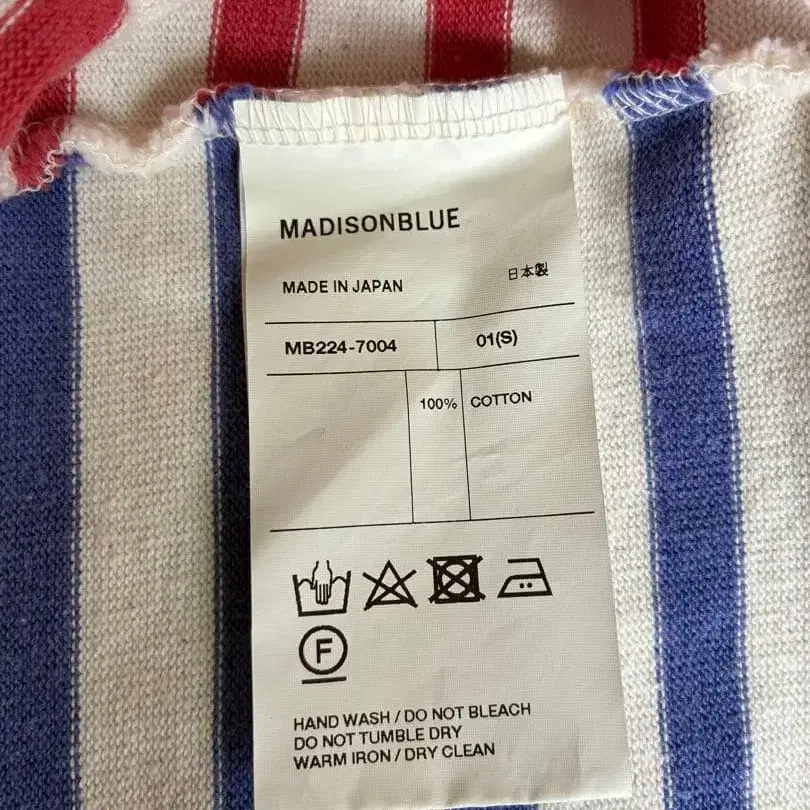 MADISONBLUE
MADE IN JAPAN 日本製
MB224-7004 01(S)
100% COTTON
F
HAND WASH / DO NOT BLEACH
DO NOT TUMBLE DRY
WARM IRON / DRY CLEAN